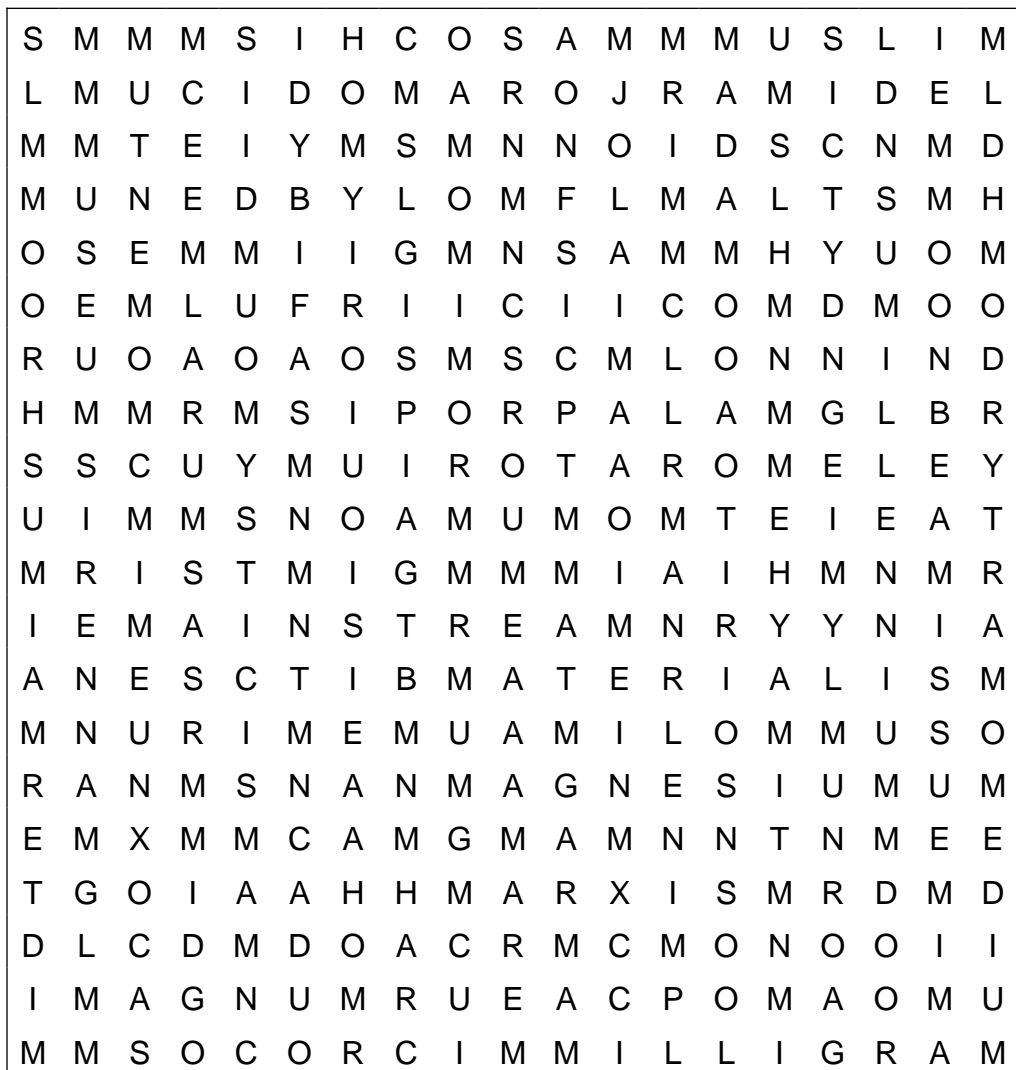 S M M M S I H C O S A M M M U S L I M
L M U C I D O M A R O J R A M I D E L
M M T E I Y M S M N N O I D S C N M D
M U N E D B Y L O M F L M A L T S M H
O S E M M I I G M N S A M M H Y U O M
O E M L U F R I I C I I C O M D M O O
R U O A O A O S M S C M L O N N I N D
H M M R M S I P O R P A L A M G L B R
S S C U Y M U I R O T A R O M E L E Y
U I M M S N O A M U M O M T E I E A T
M R I S T M I G M M M I A I H M N M R
I E M A I N S T R E A M N R Y Y N I A
A N E S C T I B M A T E R I A L I S M
M N U R I M E M U A M I L O M M U S O
R A N M S N A N M A G N E S I U M U M
E M X M M C A M G M A M N N T N M E E
T G O I A A H H M A R X I S M R D M D
D L C D M D O A C R M C M O N O O I I
I M A G N U M R U E A C P O M A O M U
M M S O C O R C I M M I L L I G R A M